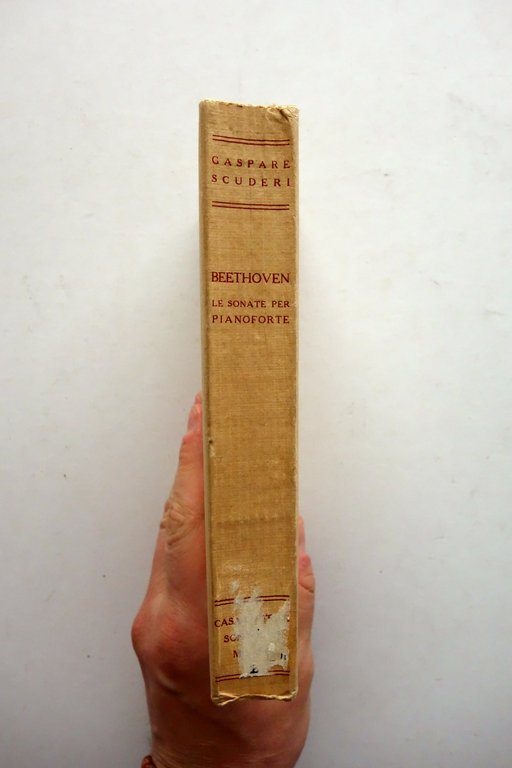 GASPARE
SCUDERI
BEETHOVEN
LE SONATE PER
PIANOFORTE